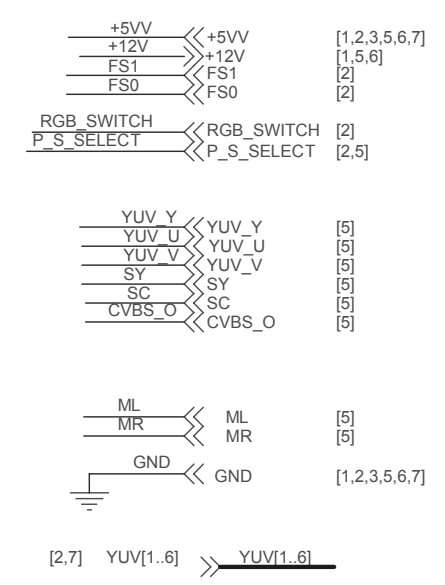 +5VV +5VV [1,2,3,5,6,7]
+12V +12V [1,5,6]
FS1 FS1 [2]
FS0 FS0 [2]
RGB_SWITCH RGB_SWITCH [2]
P_S_SELECT P_S_SELECT [2,5]
YUV_Y YUV_Y [5]
YUV_U YUV_U [5]
YUV_V YUV_V [5]
SY SY [5]
SC SC [5]
CVBS_O CVBS_O [5]
ML ML [5]
MR MR [5]
GND GND [1,2,3,5,6,7]
[2,7] YUV[1..6] YUV[1..6]